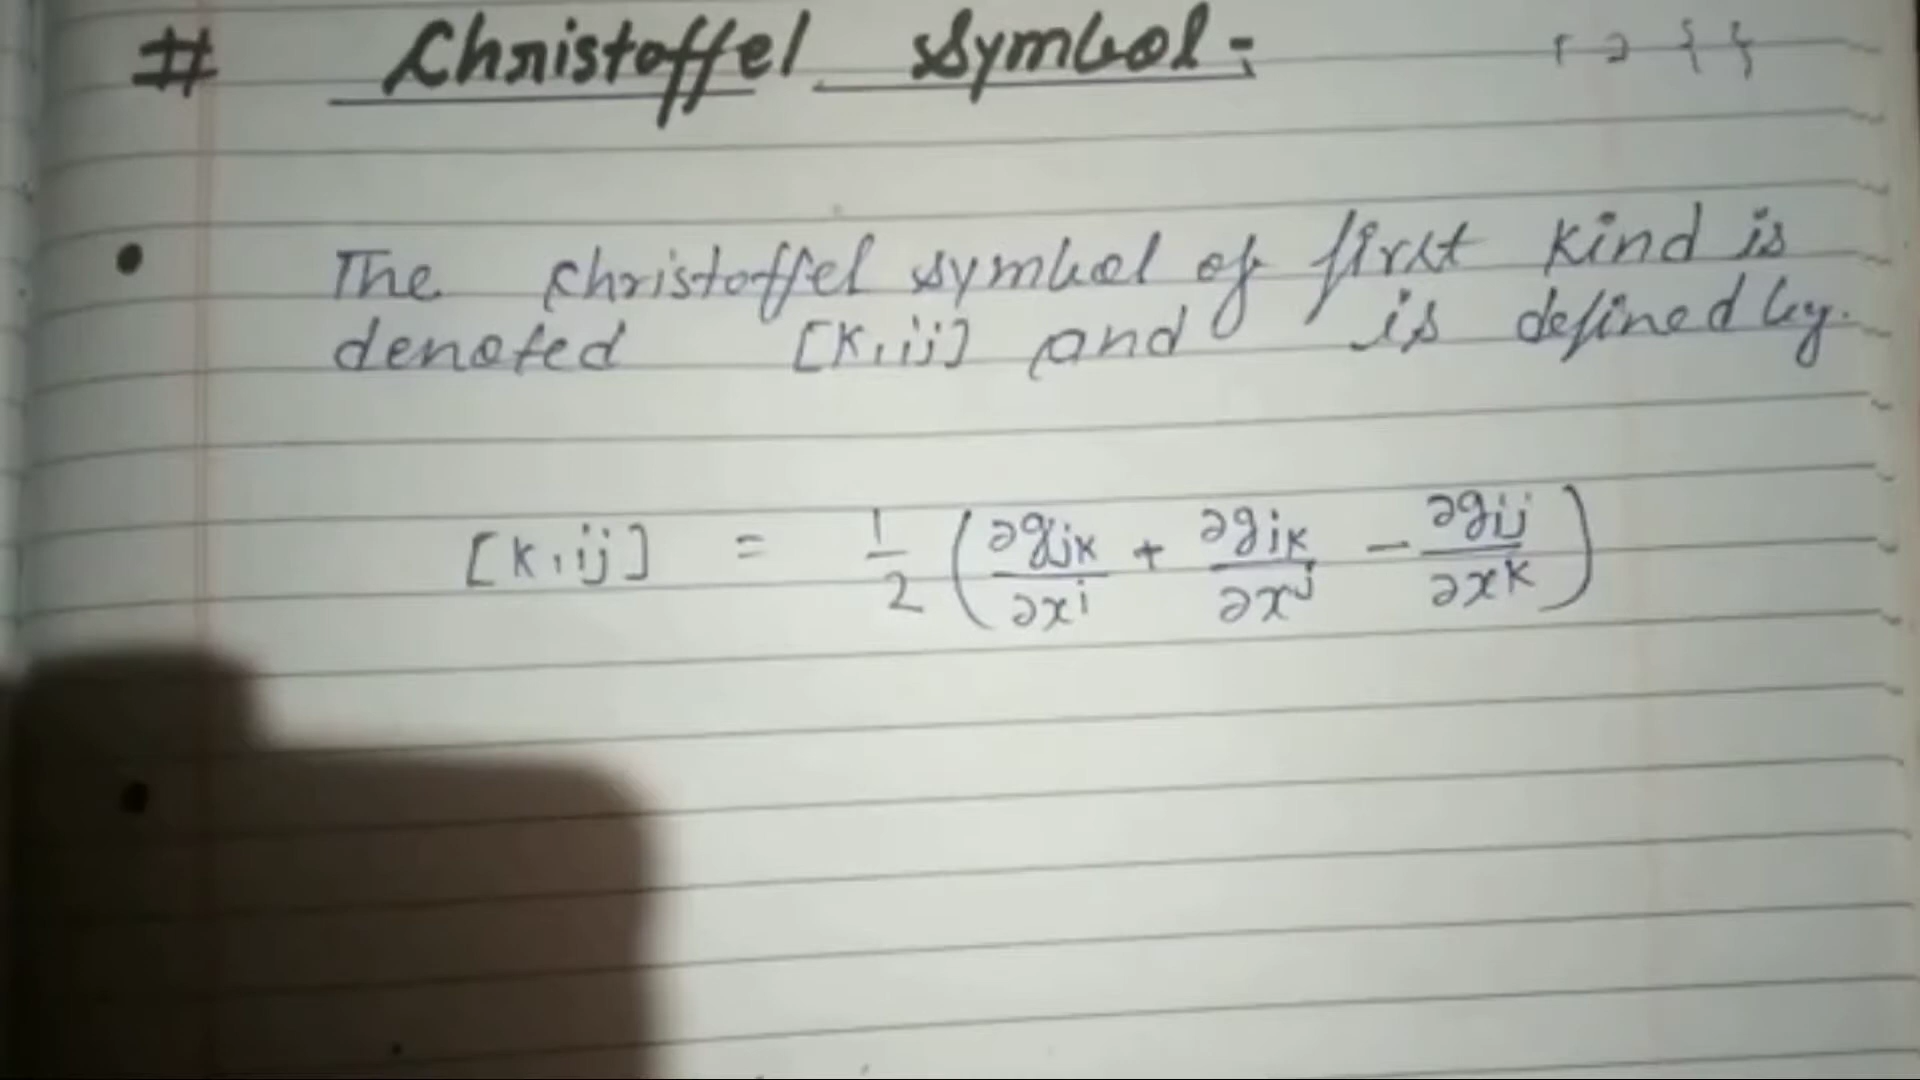 # Christoffel Symbol:- [ ] { }
• The Christoffel symbol of first kind is
denoted [K, ij] and is defined by.
[K, ij] = 1/2 (∂gjk/∂x^i + ∂gik/∂x^j - ∂gij/∂x^k)
•